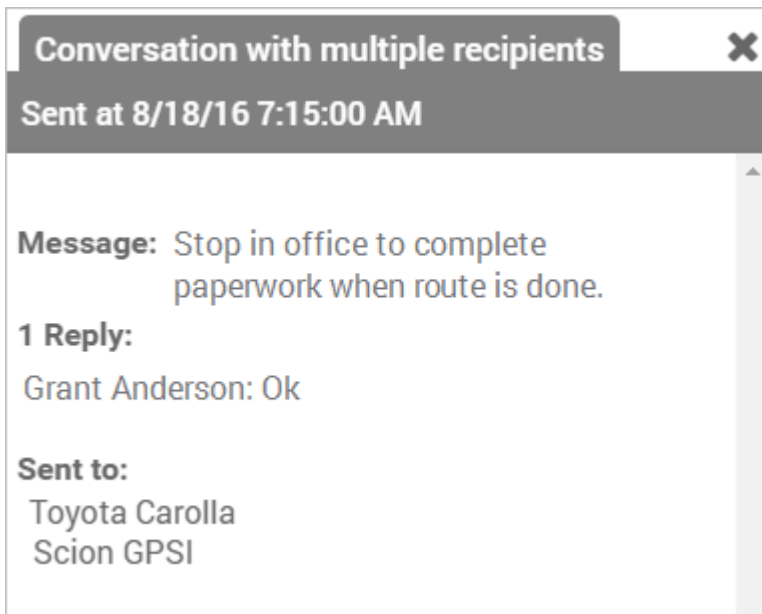 Conversation with multiple recipients
Sent at 8/18/16 7:15:00 AM
Message: Stop in office to complete
paperwork when route is done.
1 Reply:
Grant Anderson: Ok
Sent to:
Toyota Carolla
Scion GPSI